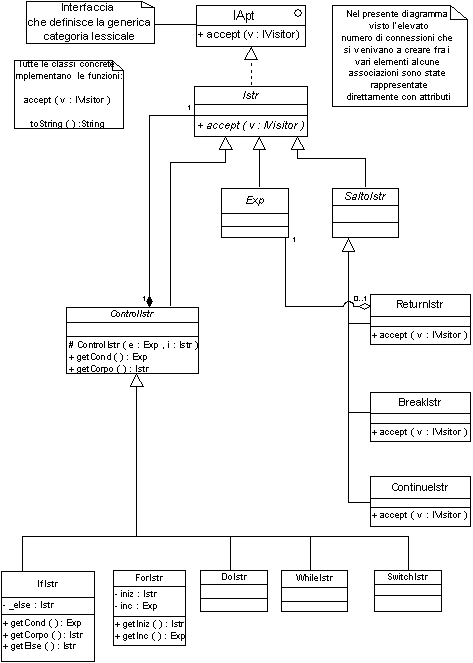 Interfaccia
che definisce la generica
categoria lessicale
IApt
+ accept ( v : IVisitor )
Nel presente diagramma
visto l'elevato
numero di connessioni che
si venivano a creare fra i
vari elementi alcune
associazioni sono state
rappresentate
direttamente con attributi
Tutte le classi concrete
mplementano le funzioni:
accept ( v : IVisitor )
toString ( ) :String
Istr
+ accept ( v : IVisitor )
1
Exp
SaltoIstr
1
1
0..1
ControlIstr
# ControlIstr ( e : Exp , i : Istr )
+ getCond ( ) : Exp
+ getCorpo ( ) : Istr
ReturnIstr
+ accept ( v : IVisitor )
BreakIstr
+ accept ( v : IVisitor )
ContinueIstr
+ accept ( v : IVisitor )
IfIstr
- _else : Istr
+ getCond ( ) : Exp
+ getCorpo ( ) : Istr
+ getElse ( ) : Istr
ForIstr
- iniz : Istr
- inc : Exp
+ getIniz ( ) : Istr
+ getInc ( ) : Exp
DoIstr
WhileIstr
SwitchIstr